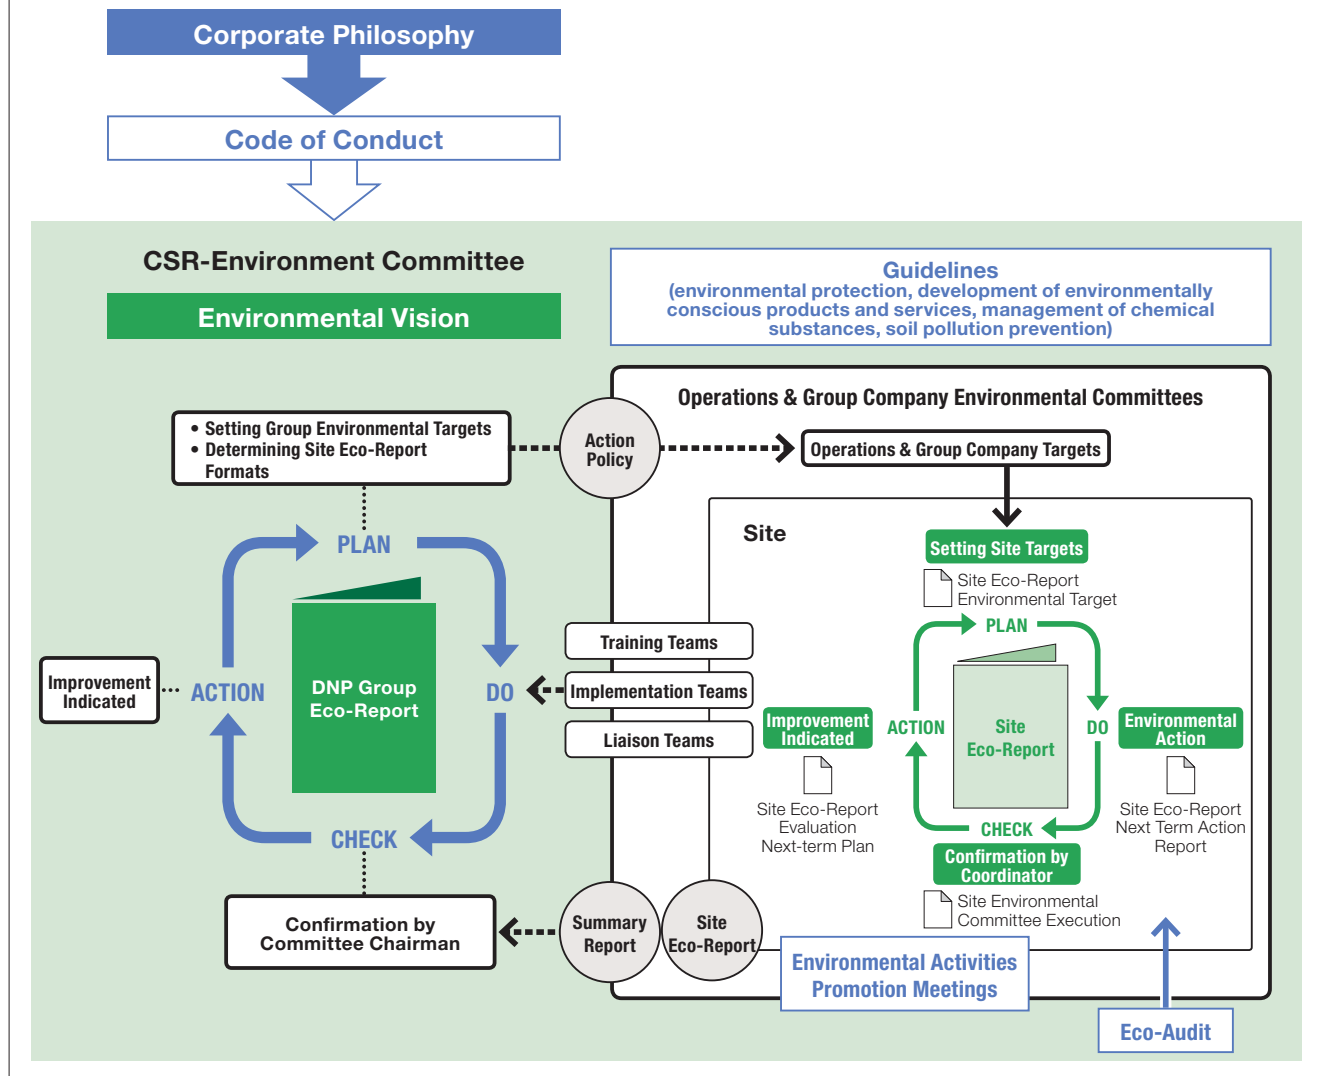 Corporate Philosophy
Code of Conduct
CSR-Environment Committee
Environmental Vision
Guidelines
(environmental protection, development of environmentally
conscious products and services, management of chemical
substances, soil pollution prevention)
Operations & Group Company Environmental Committees
• Setting Group Environmental Targets
• Determining Site Eco-Report
Formats
Action
Policy
Operations & Group Company Targets
Site
Setting Site Targets
Site Eco-Report
Environmental Target
PLAN
DO
CHECK
ACTION
DNP Group
Eco-Report
Improvement
Indicated
Training Teams
Implementation Teams
Liaison Teams
PLAN
DO
CHECK
ACTION
Site
Eco-Report
Improvement
Indicated
Site Eco-Report
Evaluation
Next-term Plan
Environmental
Action
Site Eco-Report
Next Term Action
Report
Confirmation by
Coordinator
Site Environmental
Committee Execution
Confirmation by
Committee Chairman
Summary
Report
Site
Eco-Report
Environmental Activities
Promotion Meetings
Eco-Audit